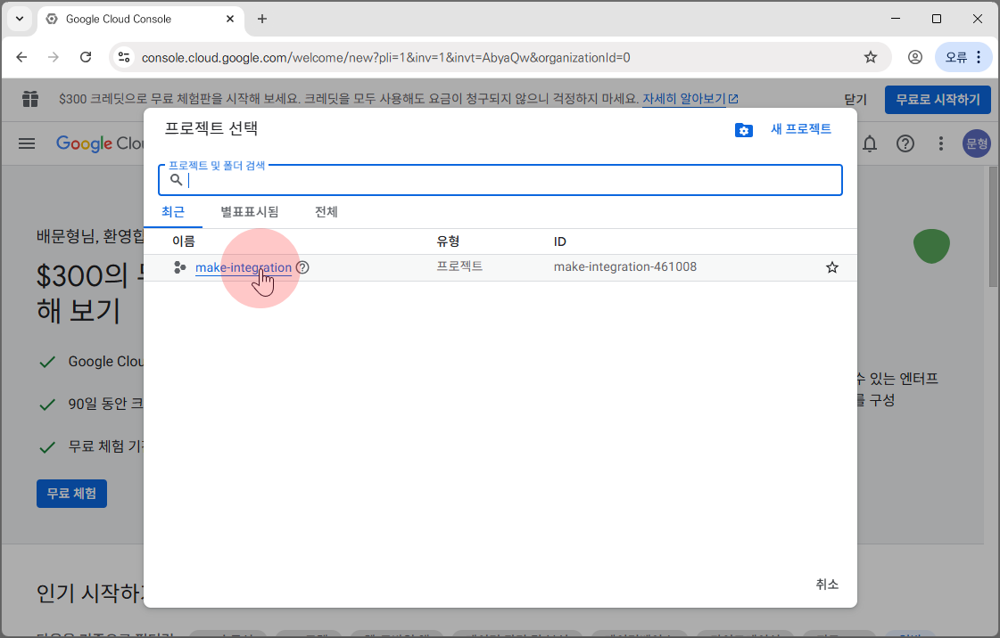 Google Cloud Console
console.cloud.google.com/welcome/new?pli=1&inv=1&invt=AbyaQw&organizationId=0
오류
$300 크레딧으로 무료 체험판을 시작해 보세요. 크레딧을 모두 사용해도 요금이 청구되지 않으니 걱정하지 마세요. 자세히 알아보기
닫기
무료로 시작하기
Google Clou
문형
프로젝트 선택
새 프로젝트
프로젝트 및 폴더 검색
최근
별표표시됨
전체
이름
유형
ID
make-integration
프로젝트
make-integration-461008
배문형님, 환영합
$300의
해 보기
Google Clou
90일 동안 크
무료 체험 기
수 있는 엔터프
를 구성
무료 체험
취소
인기 시작하